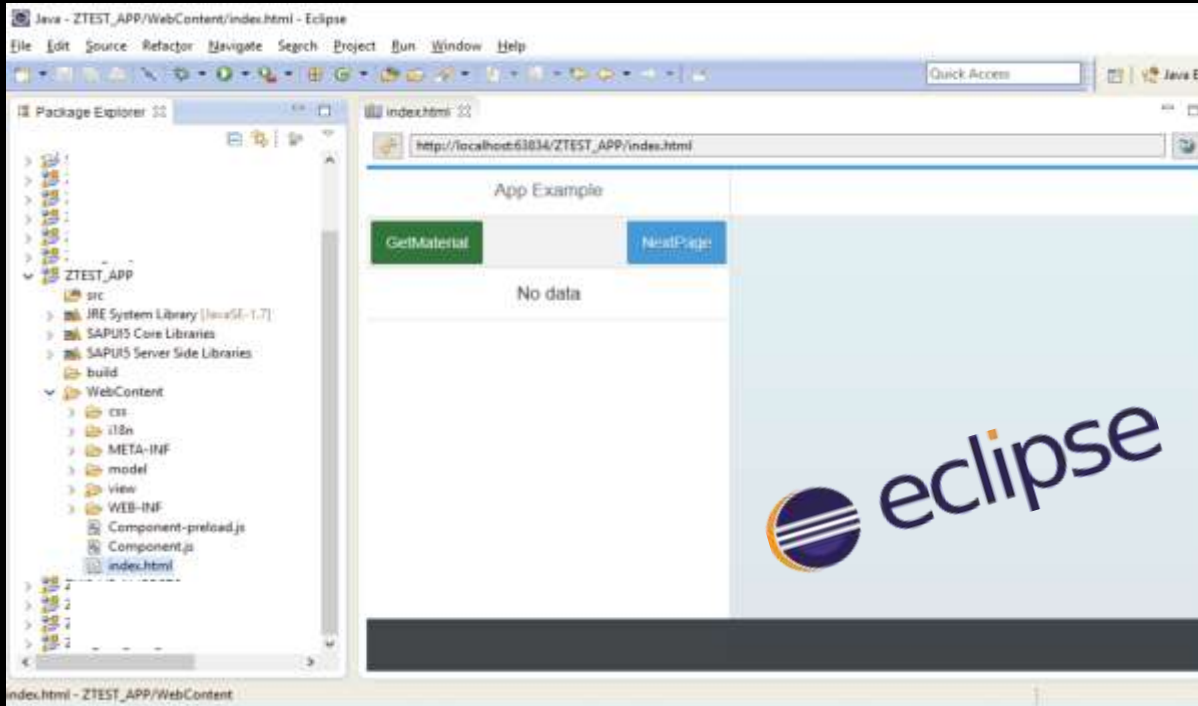 Java - ZTEST_APP/WebContent/index.html - Eclipse
File Edit Source Refactor Navigate Search Project Run Window Help
Quick Access
Java E
Package Explorer
index.html
http://localhost:63834/ZTEST_APP/index.html
App Example
GetMaterial
NextPage
No data
ZTEST_APP
src
JRE System Library [JavaSE-1.7]
SAPUI5 Core Libraries
SAPUI5 Server Side Libraries
build
WebContent
css
i18n
META-INF
model
view
WEB-INF
Component-preload.js
Component.js
index.html
eclipse
index.html - ZTEST_APP/WebContent